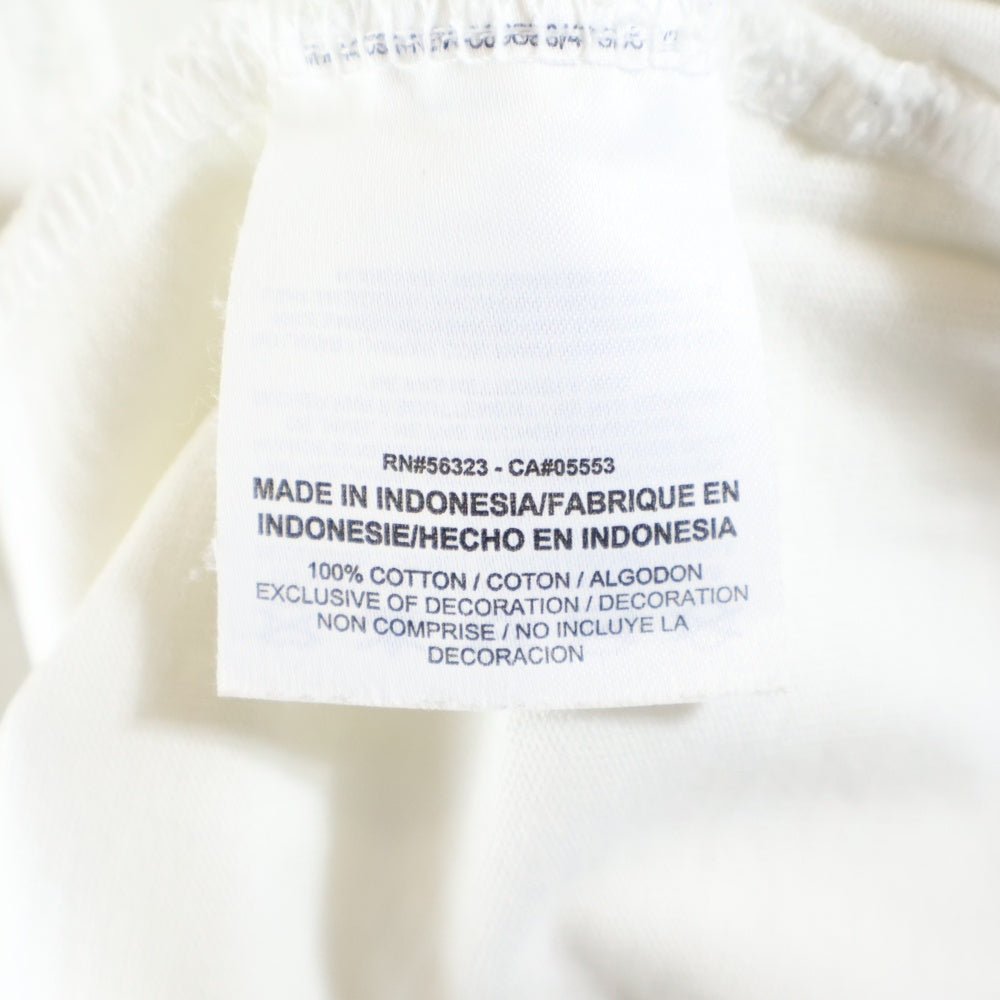 RN#56323 - CA#05553
MADE IN INDONESIA/FABRIQUE EN
INDONESIE/HECHO EN INDONESIA
100% COTTON / COTON / ALGODON
EXCLUSIVE OF DECORATION / DECORATION
NON COMPRISE / NO INCLUYE LA
DECORACION